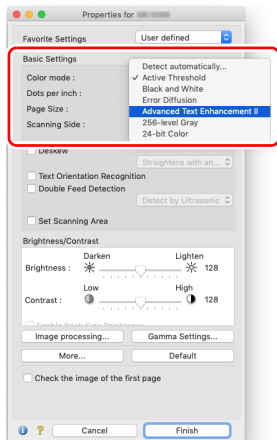 Properties for
Favorite Settings User defined
Basic Settings
Detect automatically...
Color mode : ✓ Active Threshold
Black and White
Dots per inch :
Error Diffusion
Page Size : Advanced Text Enhancement II
256-level Gray
Scanning Side :
24-bit Color
Deskew
Straightens with an...
Text Orientation Recognition
Double Feed Detection
Detect by Ultrasonic
Set Scanning Area
Brightness/Contrast
Darken Lighten
Brightness : 128
Low High
Contrast : 128
Enable Back Side Brightness
Image processing... Gamma Settings...
More... Default
Check the image of the first page
Cancel Finish